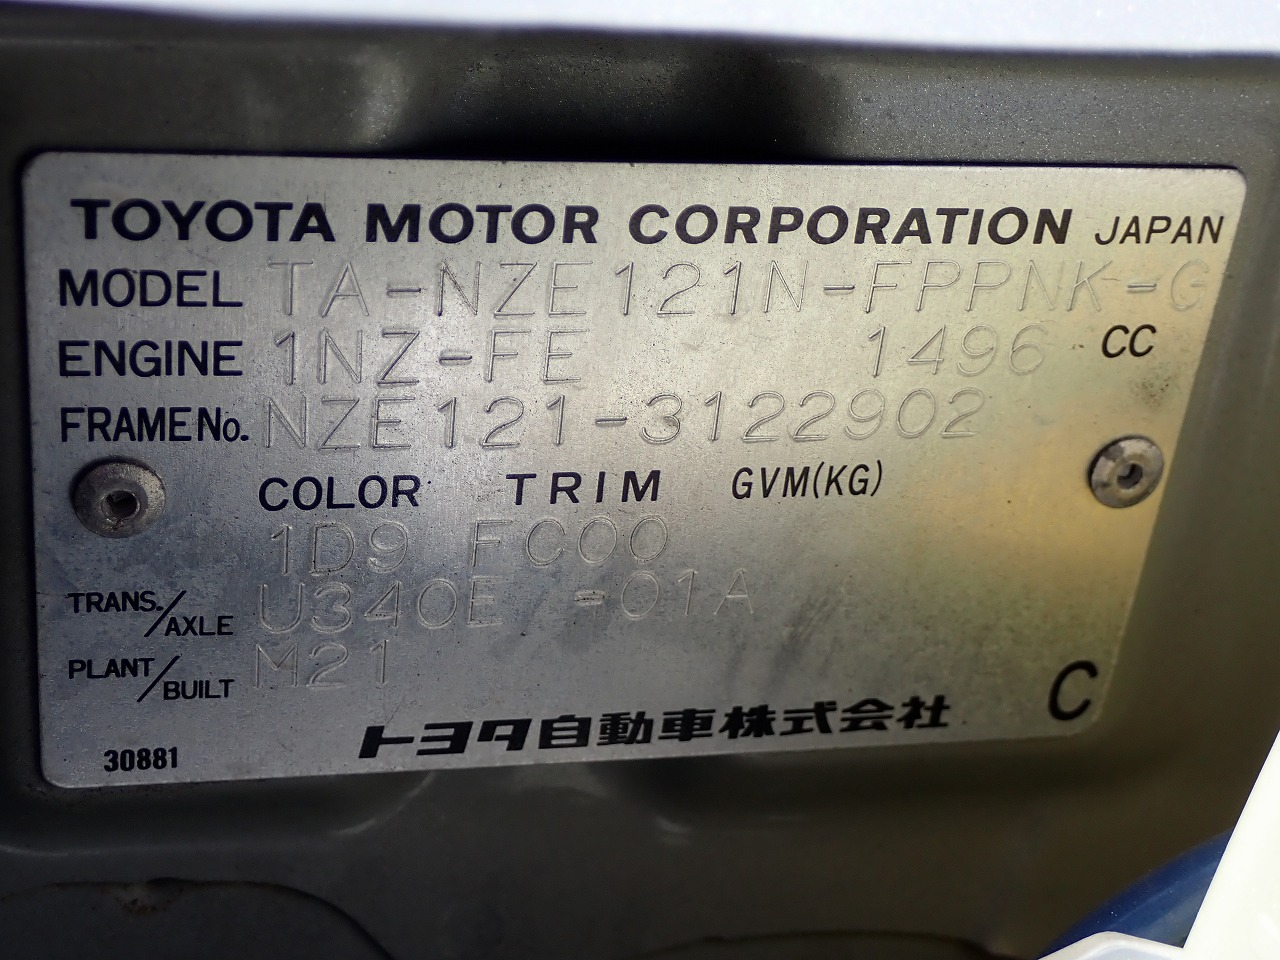 TOYOTA MOTOR CORPORATION JAPAN
MODEL TA-NZE121N-FPPNK-G
ENGINE 1NZ-FE 1496 CC
FRAME No. NZE121-3122902
COLOR TRIM GVM(KG)
1D9 FC00
TRANS./AXLE U340E -01A
PLANT/BUILT M21
C
トヨタ自動車株式会社
30881